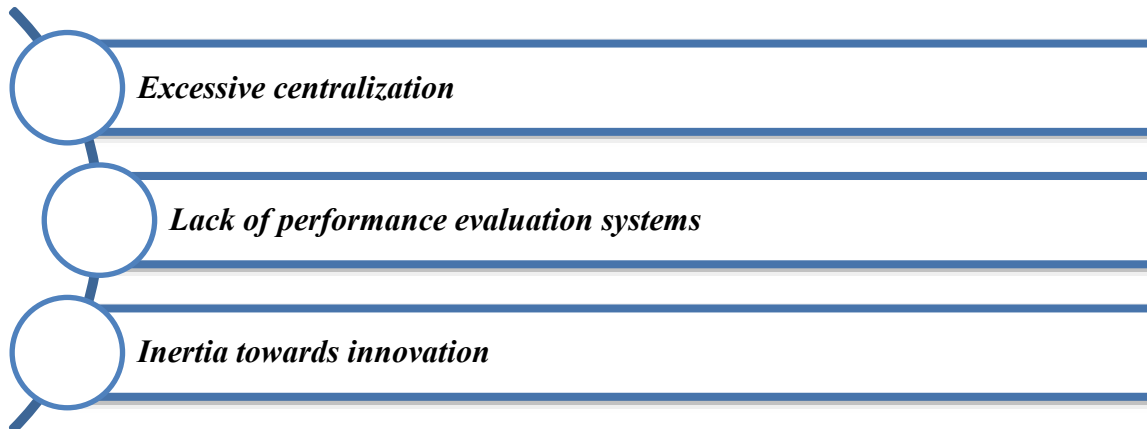 Excessive centralization
Lack of performance evaluation systems
Inertia towards innovation